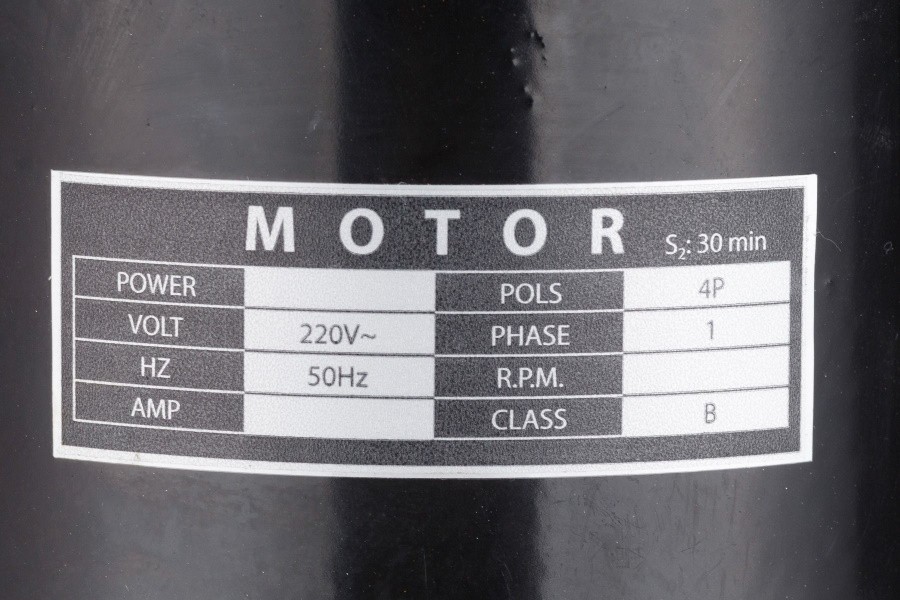 MOTOR
S₂: 30 min
POWER POLS 4P
VOLT 220V~ PHASE 1
HZ 50Hz R.P.M.
AMP CLASS B